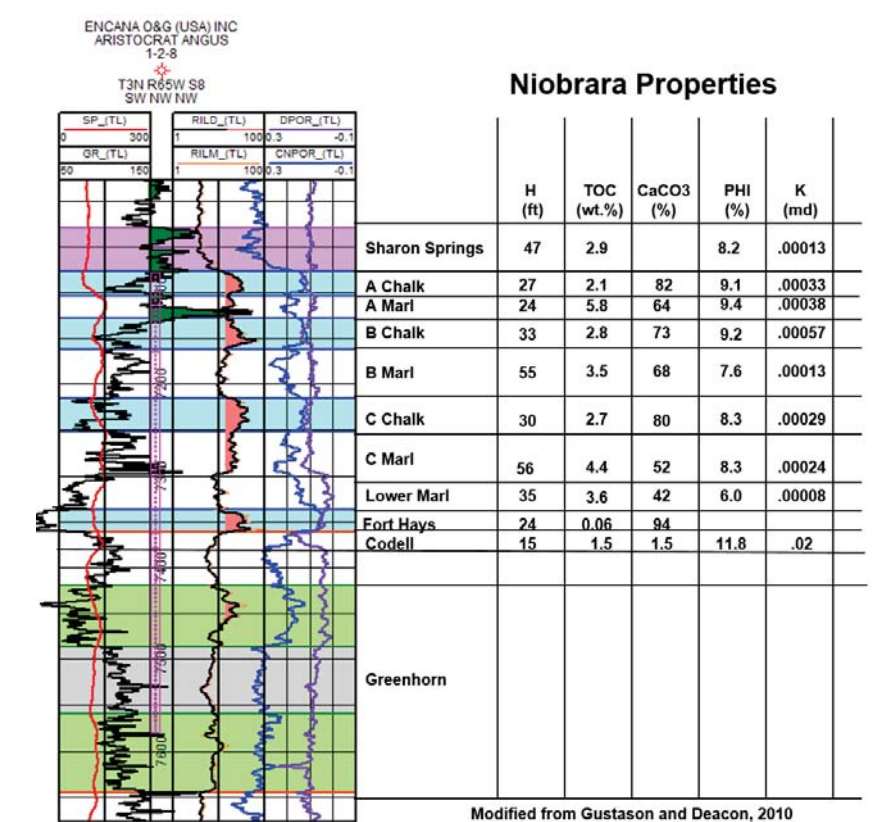 ENCANA O&G (USA) INC
ARISTOCRAT ANGUS
1-2-8
T3N R65W S8
SW NW NW
Niobrara Properties
SP_(TL) RILD_(TL) DPOR_(TL)
0 300 1 100 0.3 -0.1
GR_(TL) RILM_(TL) CNPOR_(TL)
50 150 1 100 0.3 -0.1
H TOC CaCO3 PHI K
(ft) (wt.%) (%) (%) (md)
Sharon Springs 47 2.9 8.2 .00013
A Chalk 27 2.1 82 9.1 .00033
A Marl 24 5.8 64 9.4 .00038
B Chalk 33 2.8 73 9.2 .00057
B Marl 55 3.5 68 7.6 .00013
7200
C Chalk 30 2.7 80 8.3 .00029
C Marl 56 4.4 52 8.3 .00024
7300
Lower Marl 35 3.6 42 6.0 .00008
Fort Hays 24 0.06 94
Codell 15 1.5 1.5 11.8 .02
7400
7500
Greenhorn
7600
Modified from Gustason and Deacon, 2010